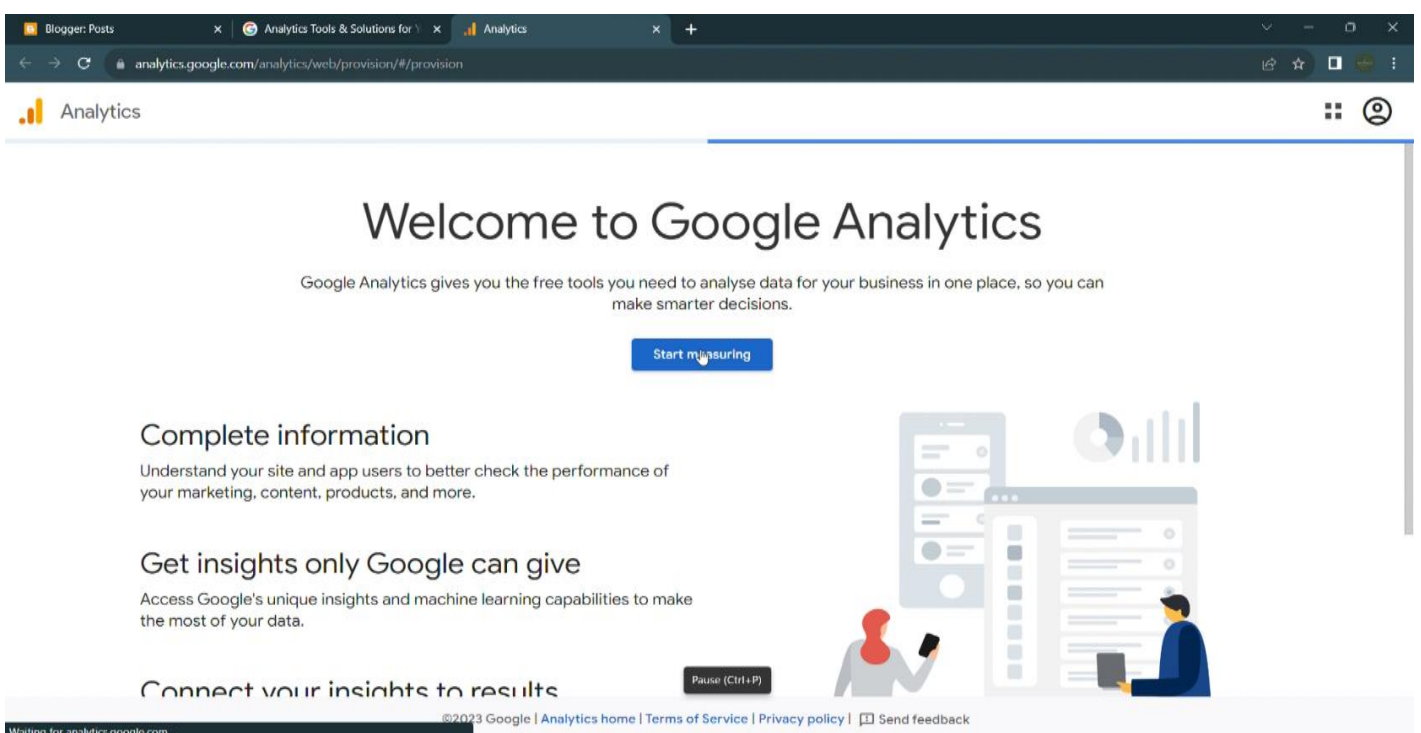 Blogger: Posts
Analytics Tools & Solutions for Y
Analytics
analytics.google.com/analytics/web/provision/#/provision
Analytics
Welcome to Google Analytics
Google Analytics gives you the free tools you need to analyse data for your business in one place, so you can
make smarter decisions.
Start measuring
Complete information
Understand your site and app users to better check the performance of
your marketing, content, products, and more.
Get insights only Google can give
Access Google's unique insights and machine learning capabilities to make
the most of your data.
Connect your insights to results
Pause (Ctrl+P)
©2023 Google | Analytics home | Terms of Service | Privacy policy | Send feedback
Waiting for analytics.google.com